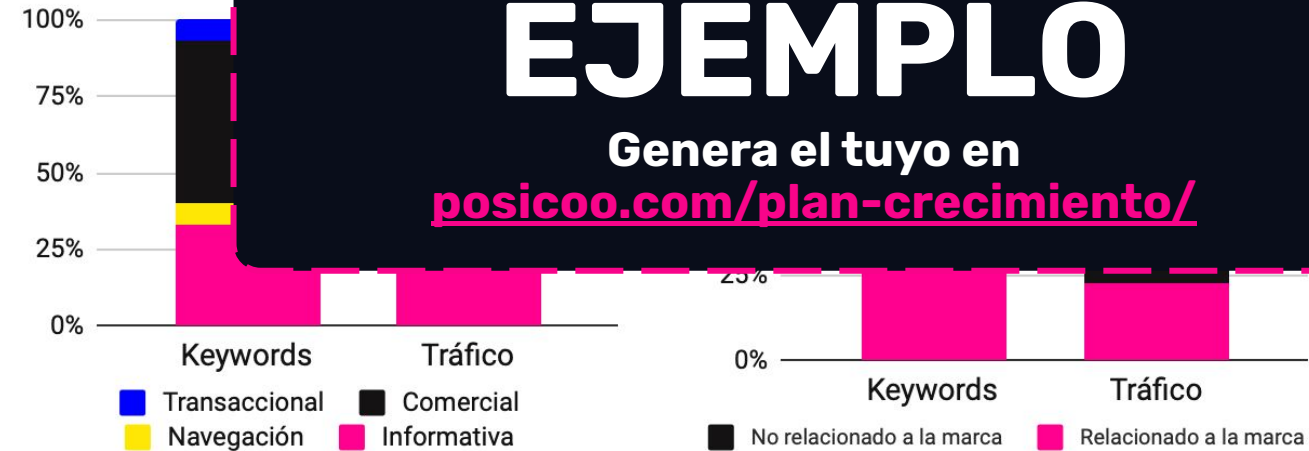 EJEMPLO
Genera el tuyo en
posicoo.com/plan-crecimiento/
100%
75%
50%
25%
0%
Keywords Tráfico
Transaccional Comercial
Navegación Informativa
25%
0%
Keywords Tráfico
No relacionado a la marca Relacionado a la marca